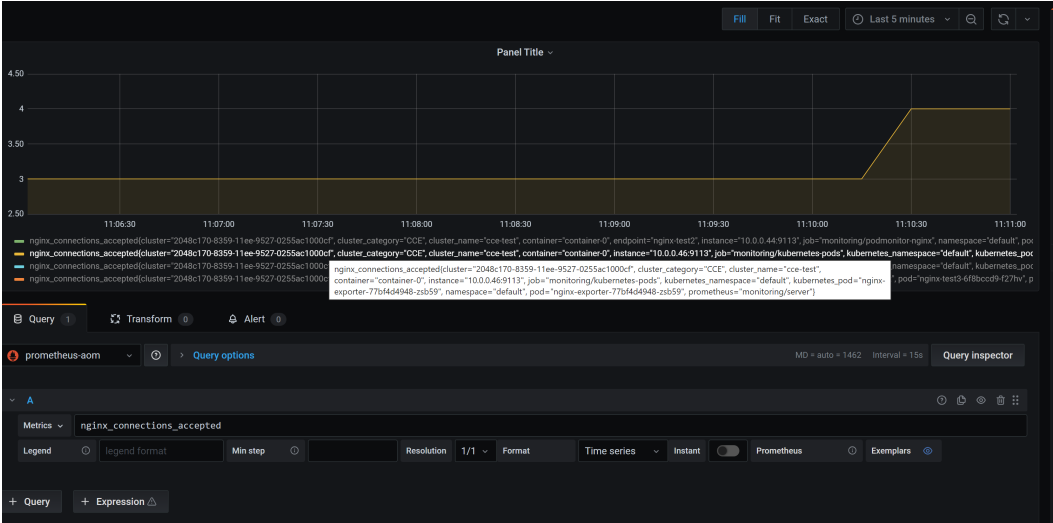 Fill Fit Exact Last 5 minutes
Panel Title
4.50
4
3.50
3
2.50
11:06:30 11:07:00 11:07:30 11:08:00 11:08:30 11:09:00 11:09:30 11:10:00 11:10:30 11:11:00
nginx_connections_accepted{cluster="2048c170-8359-11ee-9527-0255ac1000cf", cluster_category="CCE", cluster_name="cce-test", container="container-0", endpoint="nginx-test2", instance="10.0.0.44:9113", job="monitoring/podmonitor-nginx", namespace="default",
nginx_connections_accepted{cluster="2048c170-8359-11ee-9527-0255ac1000cf", cluster_category="CCE", cluster_name="cce-test", container="container-0", instance="10.0.0.46:9113", job="monitoring/kubernetes-pods", kubernetes_namespace="default", kubernetes_poc
nginx_connections_accepted{cluster="2048c170-8359-11ee-9527-0255ac1000 namespace="default", kubernetes_poc
nginx_connections_accepted{cluster="2048c170-8359-11ee-9527-0255ac1000 , pod="nginx-test3-6f8bccd9-f27hv", p
nginx_connections_accepted{cluster="2048c170-8359-11ee-9527-0255ac1000cf", cluster_category="CCE", cluster_name="cce-test",
container="container-0", instance="10.0.0.46:9113", job="monitoring/kubernetes-pods", kubernetes_namespace="default", kubernetes_pod="nginx-
exporter-77bf4d4948-zsb59", namespace="default", pod="nginx-exporter-77bf4d4948-zsb59", prometheus="monitoring/server"}
Query 1 Transform 0 Alert 0
prometheus-aom > Query options MD = auto = 1462 Interval = 15s Query inspector
A
Metrics nginx_connections_accepted
Legend legend format Min step Resolution 1/1 Format Time series Instant Prometheus Exemplars
+ Query + Expression